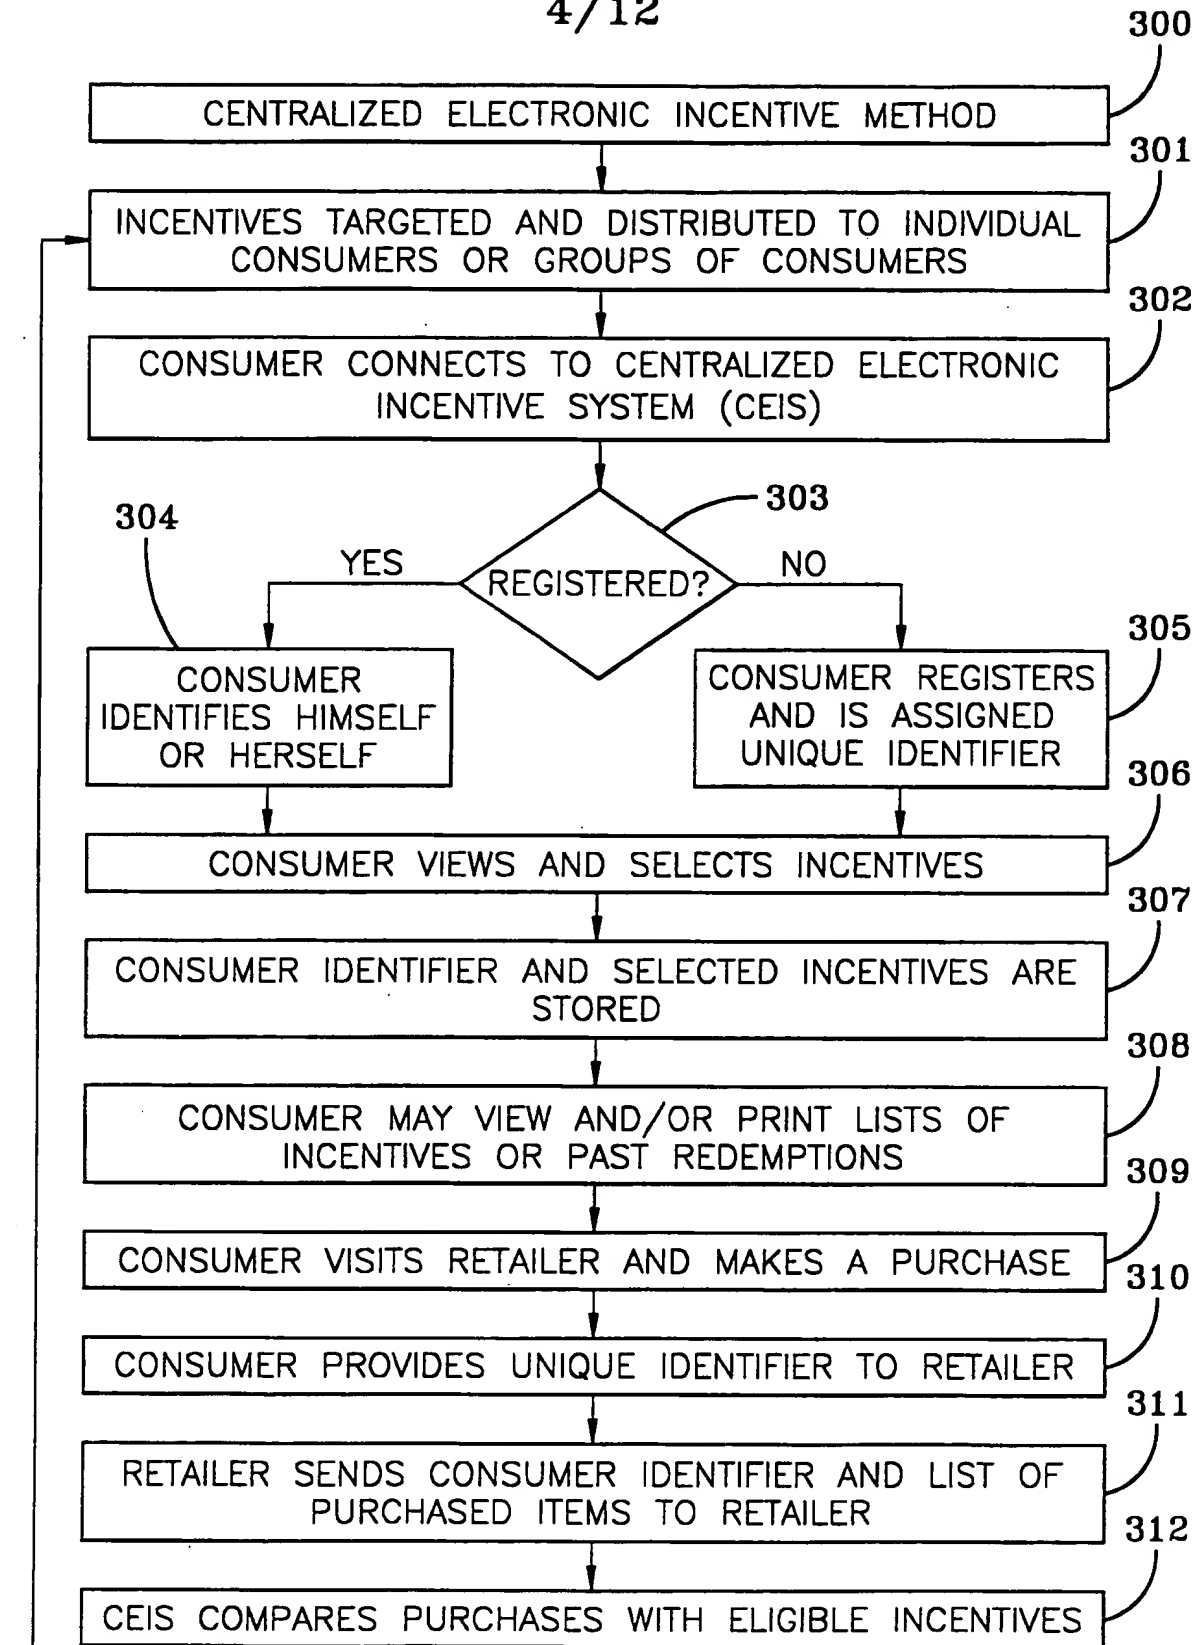 4/12
300
CENTRALIZED ELECTRONIC INCENTIVE METHOD
301
INCENTIVES TARGETED AND DISTRIBUTED TO INDIVIDUAL
CONSUMERS OR GROUPS OF CONSUMERS
302
CONSUMER CONNECTS TO CENTRALIZED ELECTRONIC
INCENTIVE SYSTEM (CEIS)
303
304
YES
REGISTERED?
NO
305
CONSUMER
IDENTIFIES HIMSELF
OR HERSELF
CONSUMER REGISTERS
AND IS ASSIGNED
UNIQUE IDENTIFIER
306
CONSUMER VIEWS AND SELECTS INCENTIVES
307
CONSUMER IDENTIFIER AND SELECTED INCENTIVES ARE
STORED
308
CONSUMER MAY VIEW AND/OR PRINT LISTS OF
INCENTIVES OR PAST REDEMPTIONS
309
CONSUMER VISITS RETAILER AND MAKES A PURCHASE
310
CONSUMER PROVIDES UNIQUE IDENTIFIER TO RETAILER
311
RETAILER SENDS CONSUMER IDENTIFIER AND LIST OF
PURCHASED ITEMS TO RETAILER
312
CEIS COMPARES PURCHASES WITH ELIGIBLE INCENTIVES